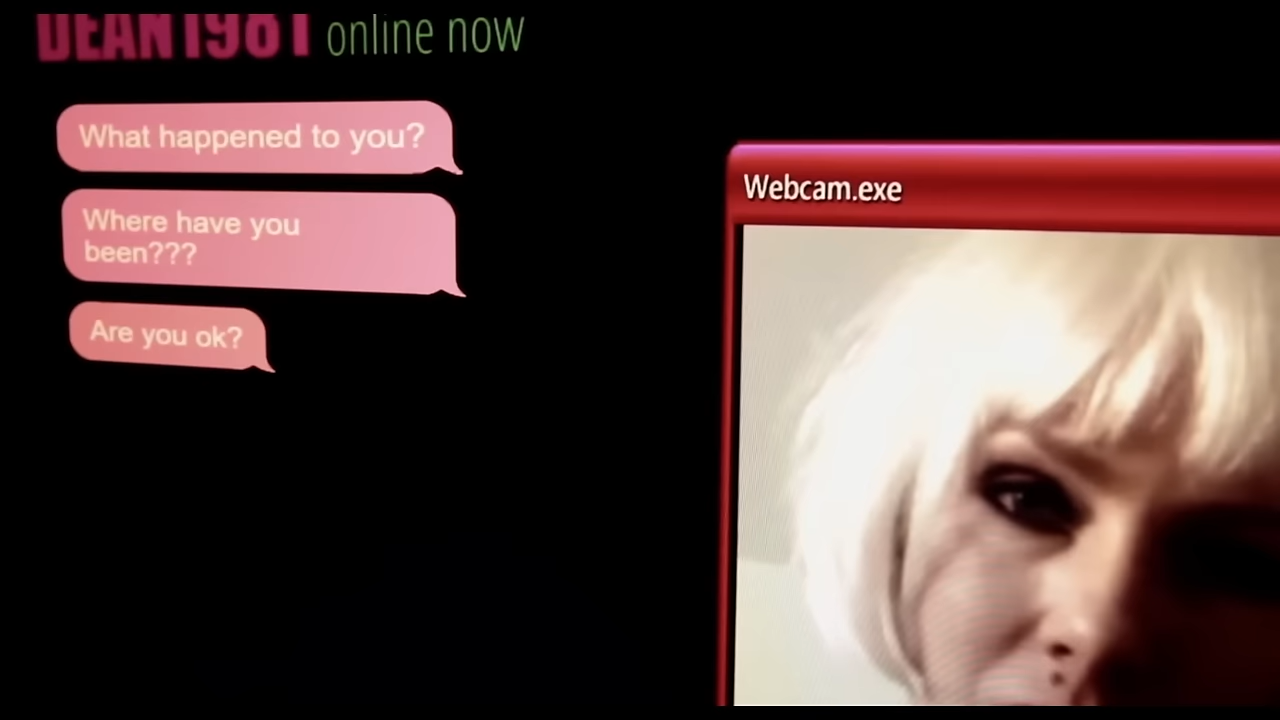 DEAN1981 online now
What happened to you?
Where have you
been???
Are you ok?
Webcam.exe